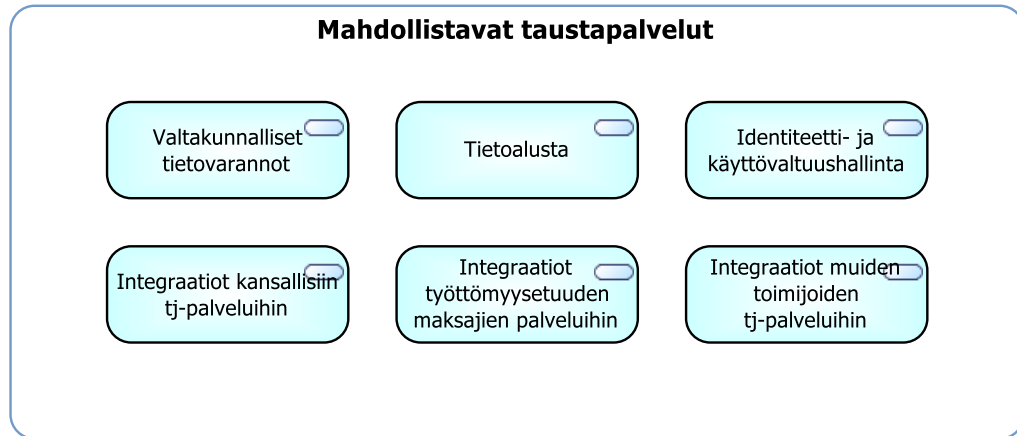 Mahdollistavat taustapalvelut
Valtakunnalliset
tietovarannot
Tietoalusta
Identiteetti- ja
käyttövaltuushallinta
Integraatiot kansallisiin
tj-palveluihin
Integraatiot
työttömyysetuuden
maksajien palveluihin
Integraatiot muiden
toimijoiden
tj-palveluihin